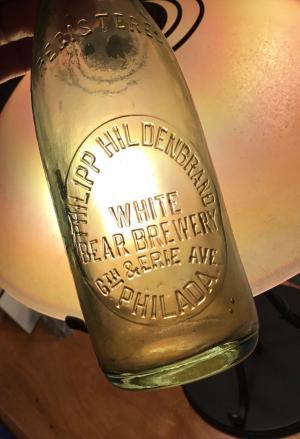 REGISTERED
PHILIPP HILDENBRAND
WHITE
BEAR BREWERY
6TH & ERIE AVE
PHILADA.